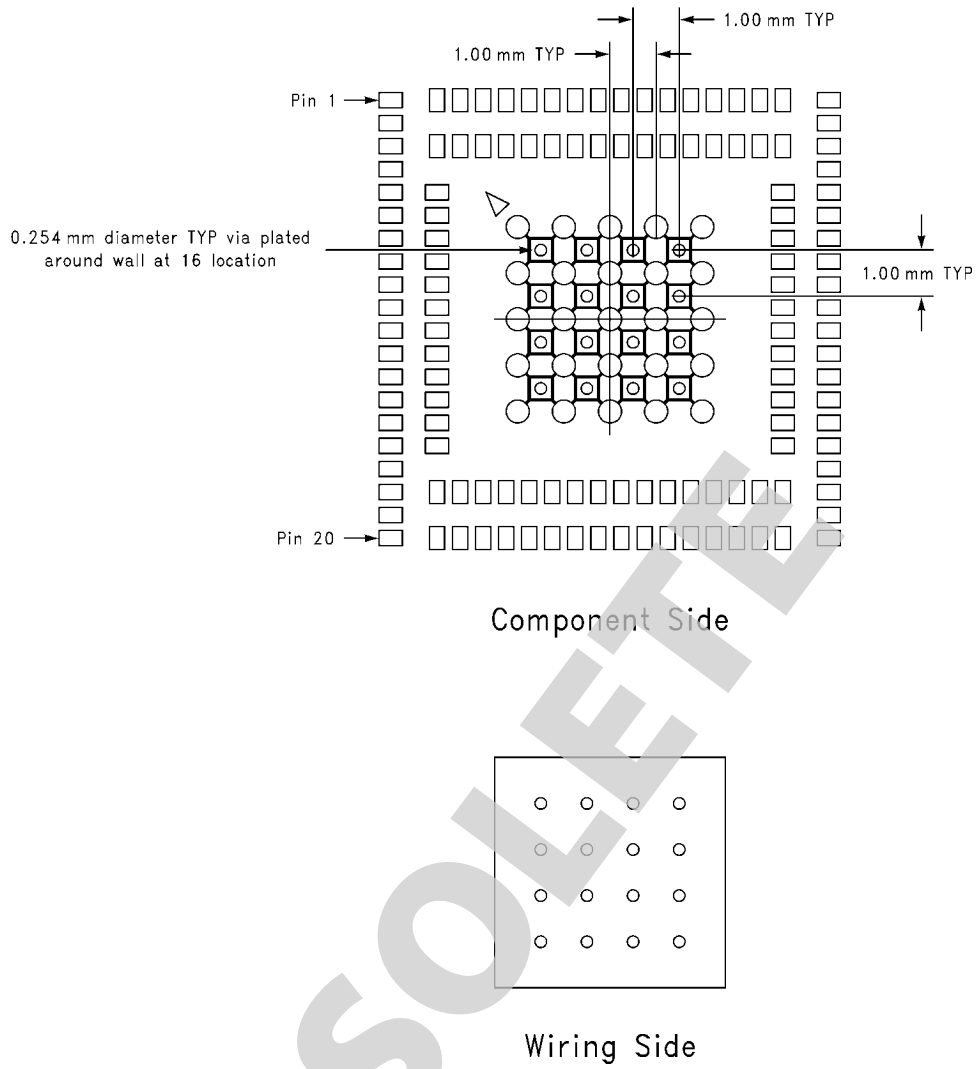 1.00 mm TYP
1.00 mm TYP
Pin 1
0.254 mm diameter TYP via plated
around wall at 16 location
1.00 mm TYP
Pin 20
Component Side
Wiring Side
SOLETE